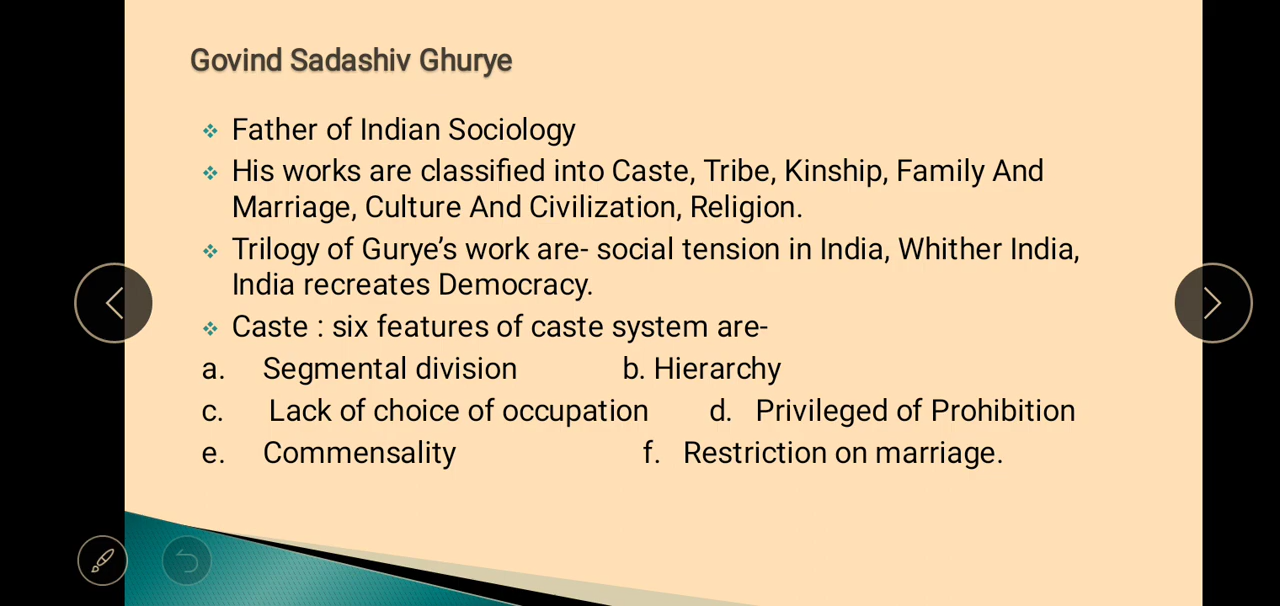 Govind Sadashiv Ghurye
Father of Indian Sociology
His works are classified into Caste, Tribe, Kinship, Family And
Marriage, Culture And Civilization, Religion.
Trilogy of Gurye’s work are- social tension in India, Whither India,
India recreates Democracy.
Caste : six features of caste system are-
a. Segmental division b. Hierarchy
c. Lack of choice of occupation d. Privileged of Prohibition
e. Commensality f. Restriction on marriage.